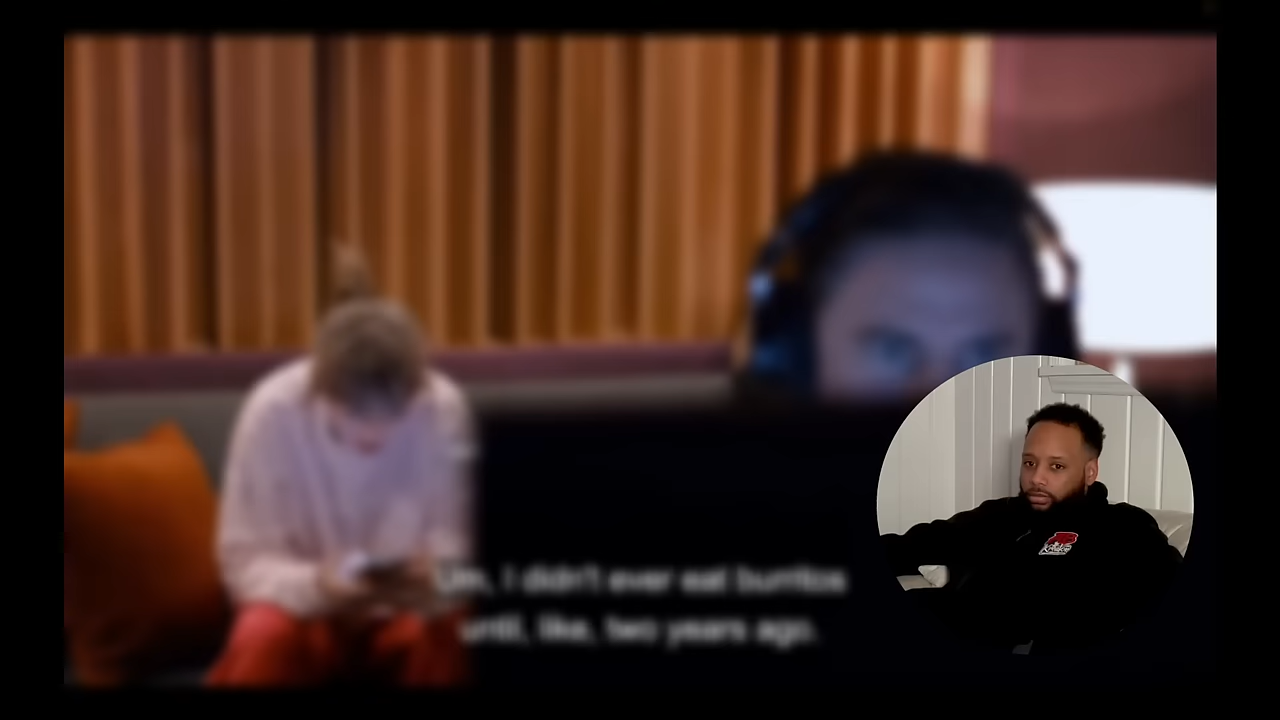 Um, I didn't ever eat burritos
until, like, two years ago.